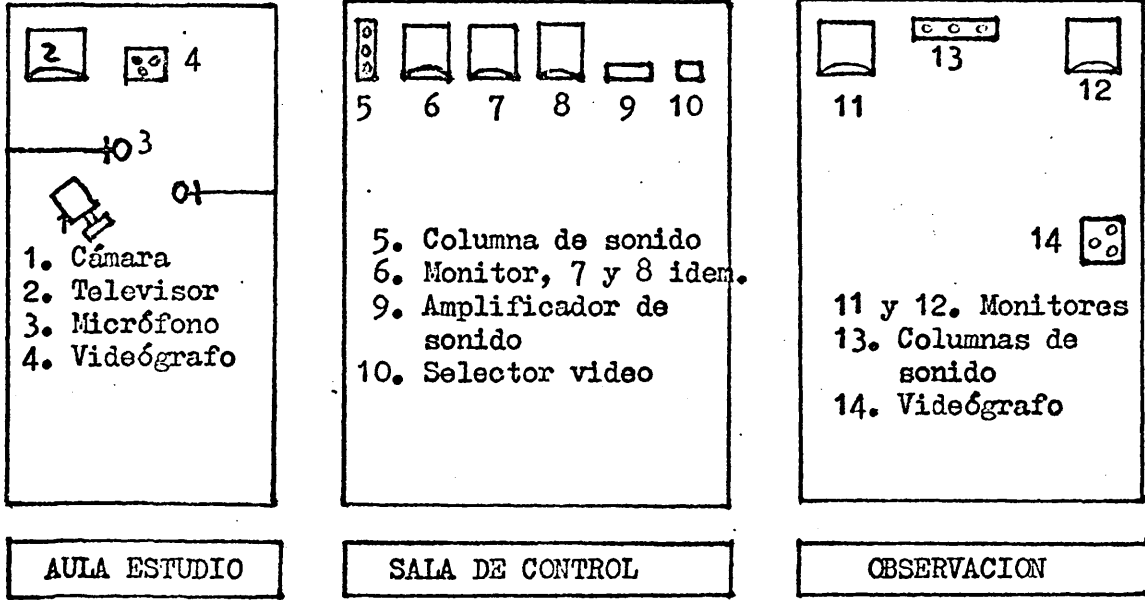 2
4
3
1
1. Cámara
2. Televisor
3. Micrófono
4. Videógrafo
AULA ESTUDIO
5 6 7 8 9 10
5. Columna de sonido
6. Monitor, 7 y 8 idem.
9. Amplificador de
sonido
10. Selector video
SALA DE CONTROL
13
11
12
14
11 y 12. Monitores
13. Columnas de
sonido
14. Videógrafo
OBSERVACION